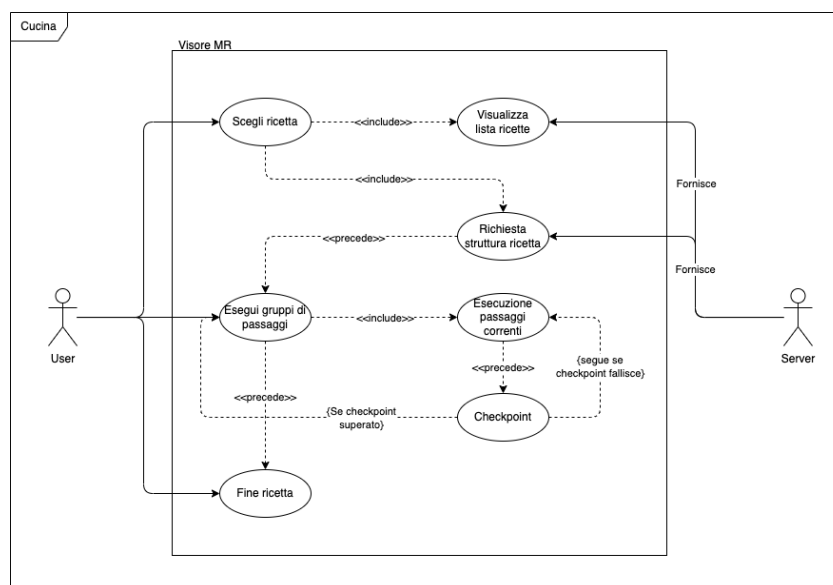 Cucina
Visore MR
Scegli ricetta
<<include>>
Visualizza
lista ricette
<<include>>
Fornisce
<<precede>>
Richiesta
struttura ricetta
Fornisce
User
Esegui gruppi di
passaggi
<<include>>
Esecuzione
passaggi
correnti
Server
<<precede>>
{segue se
checkpoint fallisce}
<<precede>>
{Se checkpoint
superato}
Checkpoint
Fine ricetta